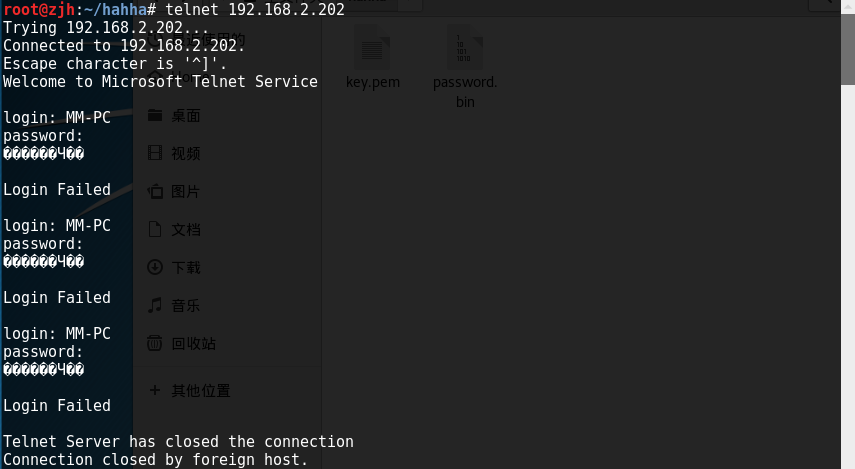 root@zjh:~/hahha# telnet 192.168.2.202
Trying 192.168.2.202...
Connected to 192.168.2.202.
Escape character is '^]'.
Welcome to Microsoft Telnet Service
login: MM-PC
password:
������Ч��
Login Failed
login: MM-PC
password:
������Ч��
Login Failed
login: MM-PC
password:
������Ч��
Login Failed
Telnet Server has closed the connection
Connection closed by foreign host.
桌面
视频
图片
文档
下载
音乐
回收站
+ 其他位置
key.pem
password.
bin